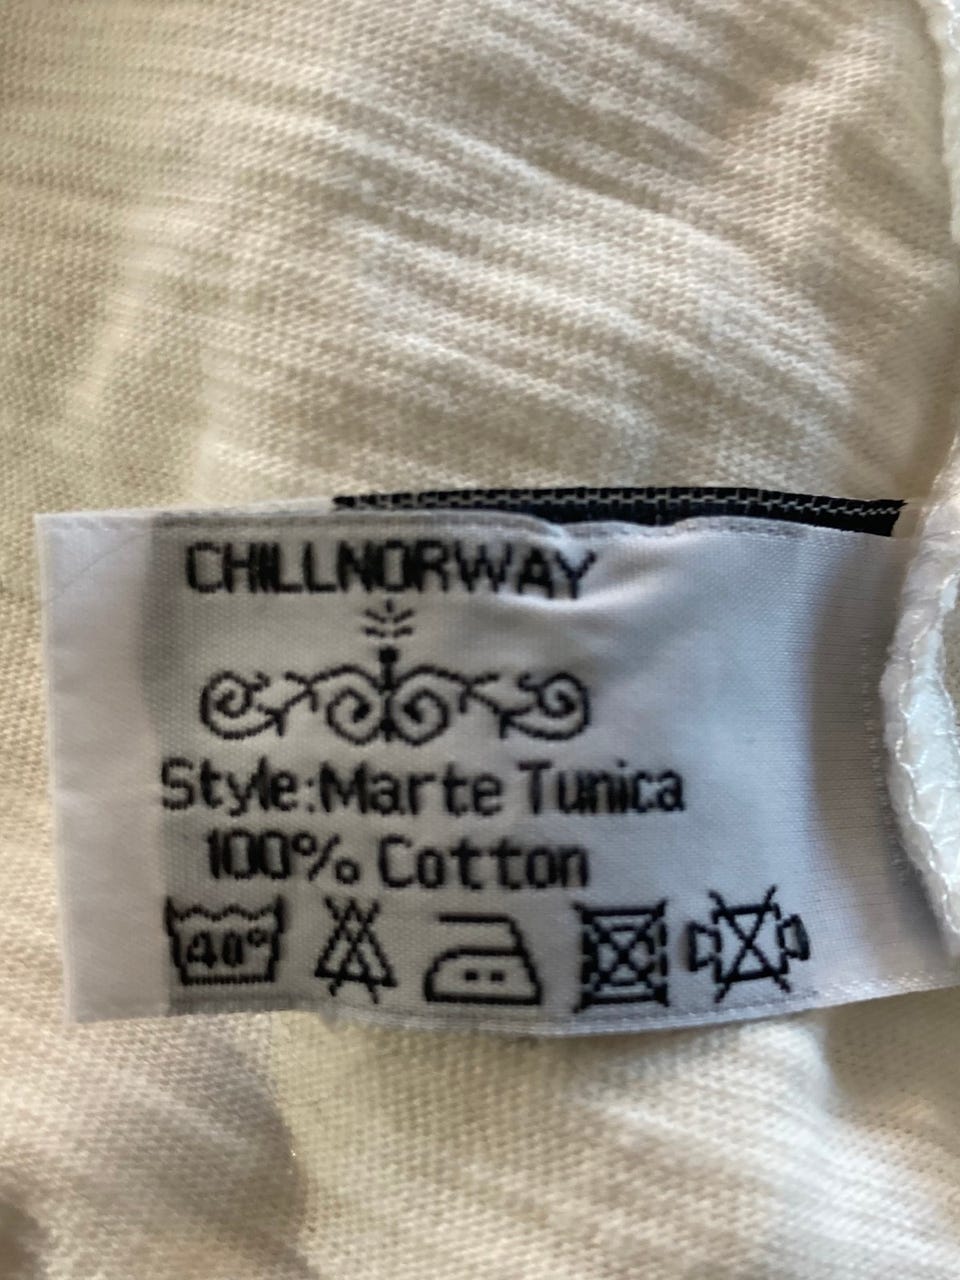 CHILLNORWAY
Style:Marte Tunica
100% Cotton
40°